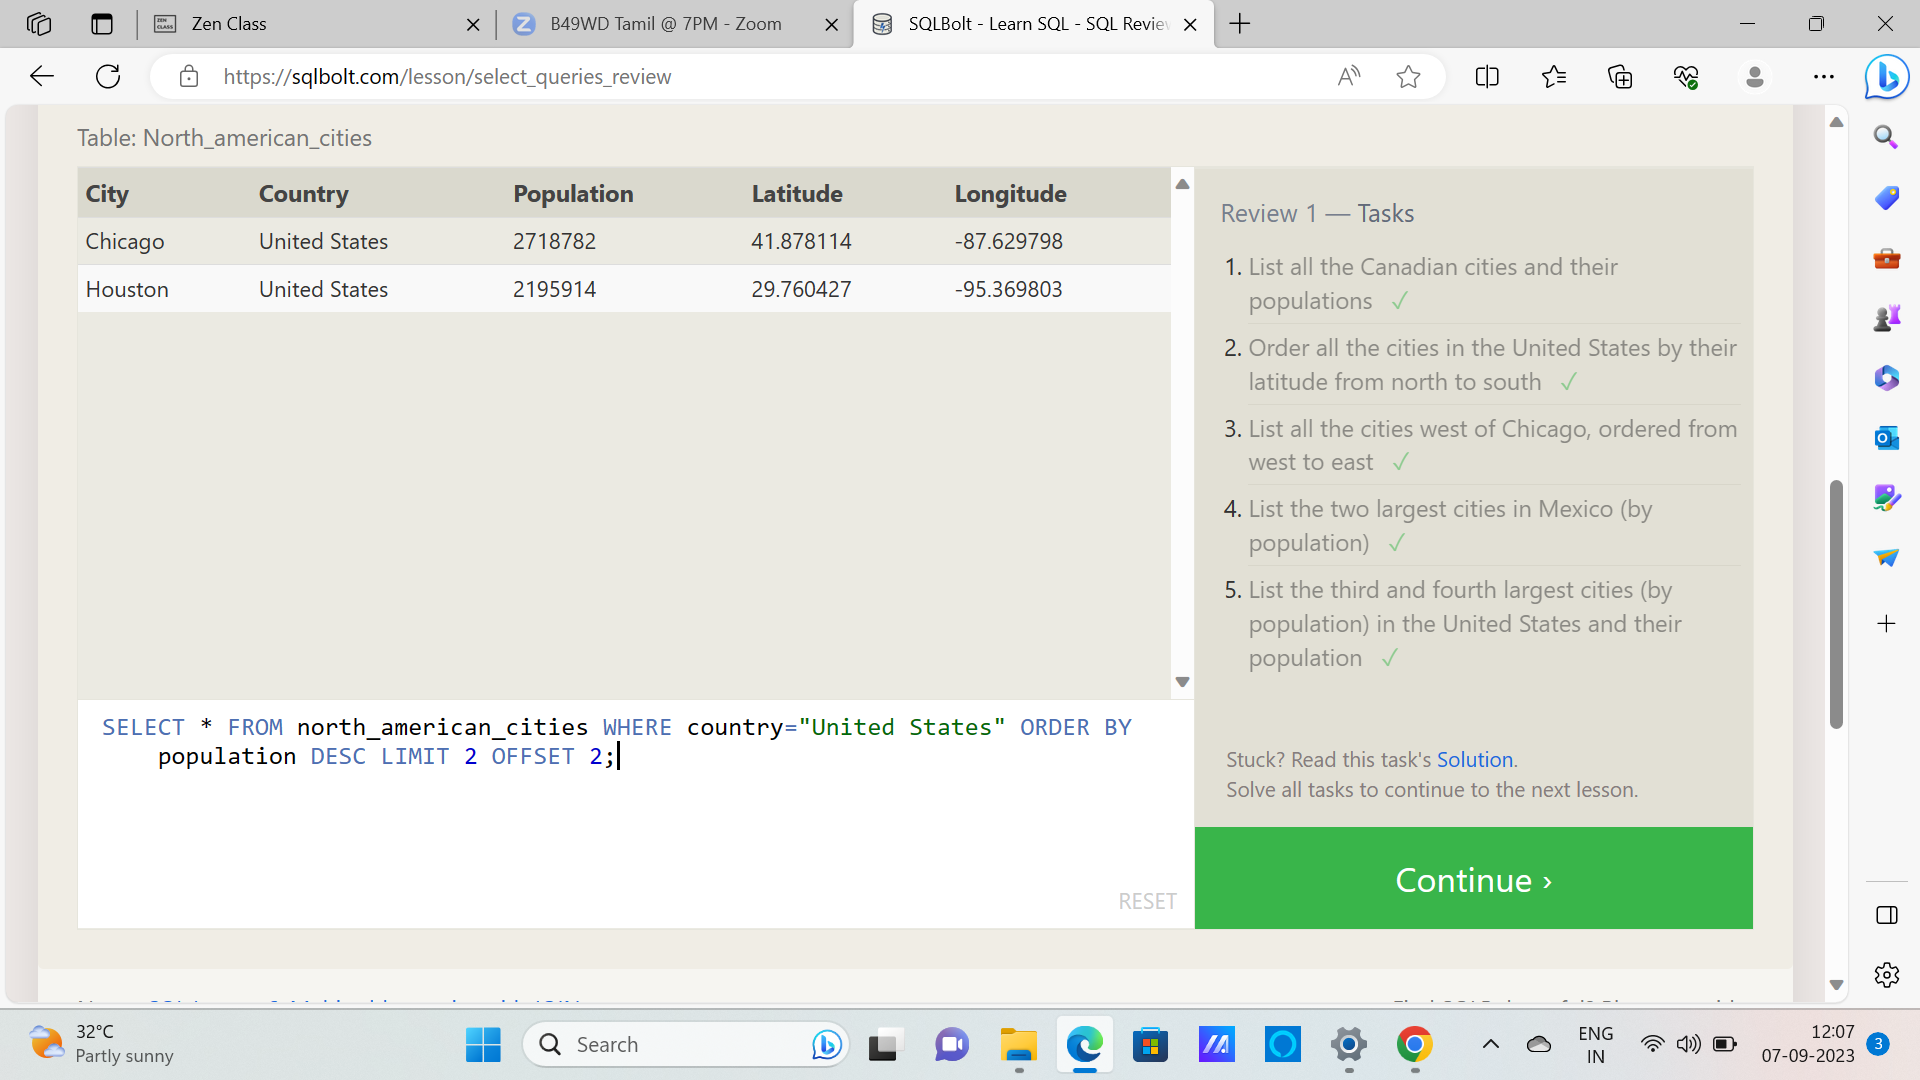 Zen Class
B49WD Tamil @ 7PM - Zoom
SQLBolt - Learn SQL - SQL Review
https://sqlbolt.com/lesson/select_queries_review
Table: North_american_cities
City Country Population Latitude Longitude
Chicago United States 2718782 41.878114 -87.629798
Houston United States 2195914 29.760427 -95.369803
Review 1 — Tasks
1. List all the Canadian cities and their
populations ✓
2. Order all the cities in the United States by their
latitude from north to south ✓
3. List all the cities west of Chicago, ordered from
west to east ✓
4. List the two largest cities in Mexico (by
population) ✓
5. List the third and fourth largest cities (by
population) in the United States and their
population ✓
SELECT * FROM north_american_cities WHERE country="United States" ORDER BY
population DESC LIMIT 2 OFFSET 2;
RESET
Stuck? Read this task's Solution.
Solve all tasks to continue to the next lesson.
Continue ›
32°C
Partly sunny
Search
ENG
IN
12:07
07-09-2023
3